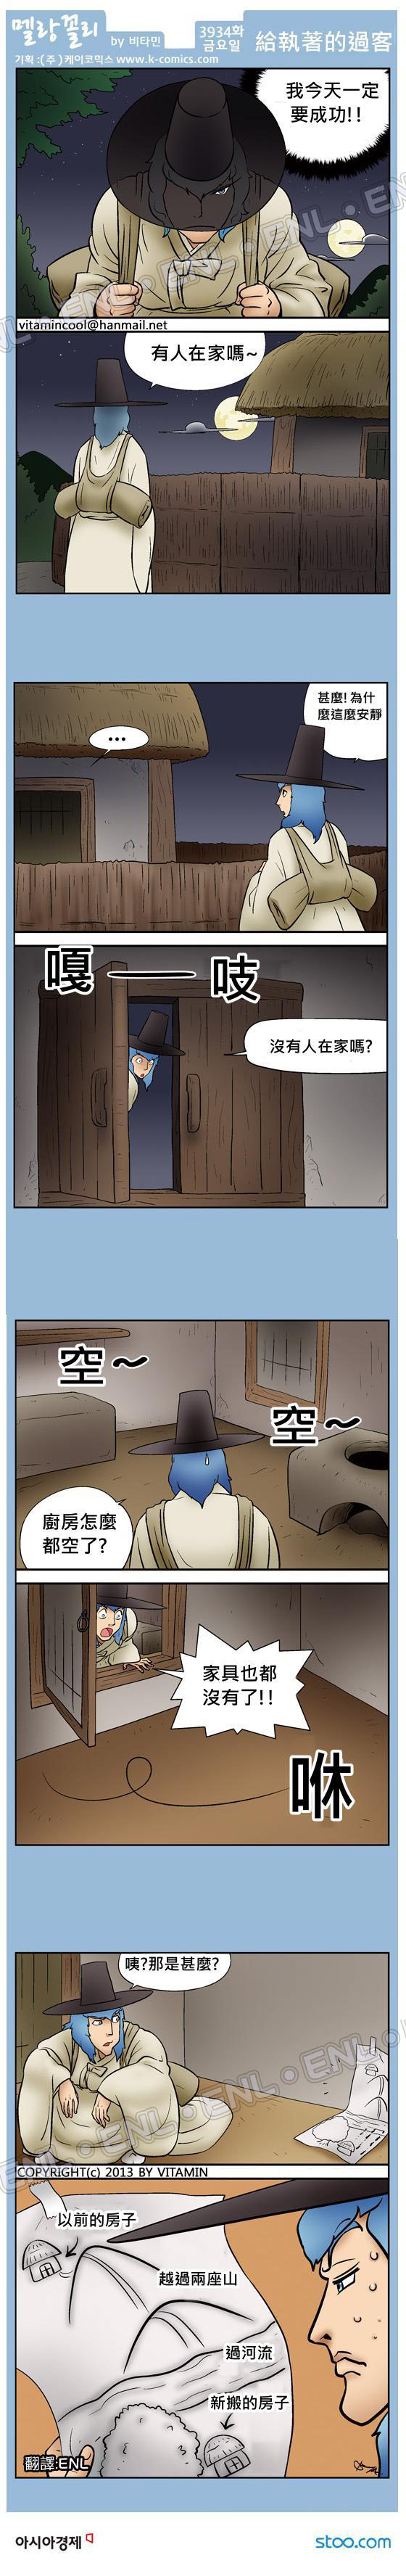 멜랑꼴리
by 비타민
3934화
금요일
給執著的過客
기획 : (주) 케이코믹스 www.k-comics.com
我今天一定
要成功!!
ENL
vitamincool@hanmail.net
有人在家嗎~
甚麼! 為什
麼這麼安靜
...
嘎——吱
沒有人在家嗎?
空~
空~
廚房怎麼
都空了?
家具也都
沒有了!!
咻
咦?那是甚麼?
ENL
COPYRIGHT(c) 2013 BY VITAMIN
以前的房子
越過兩座山
過河流
新搬的房子
翻譯:ENL
아시아경제
stoo.com